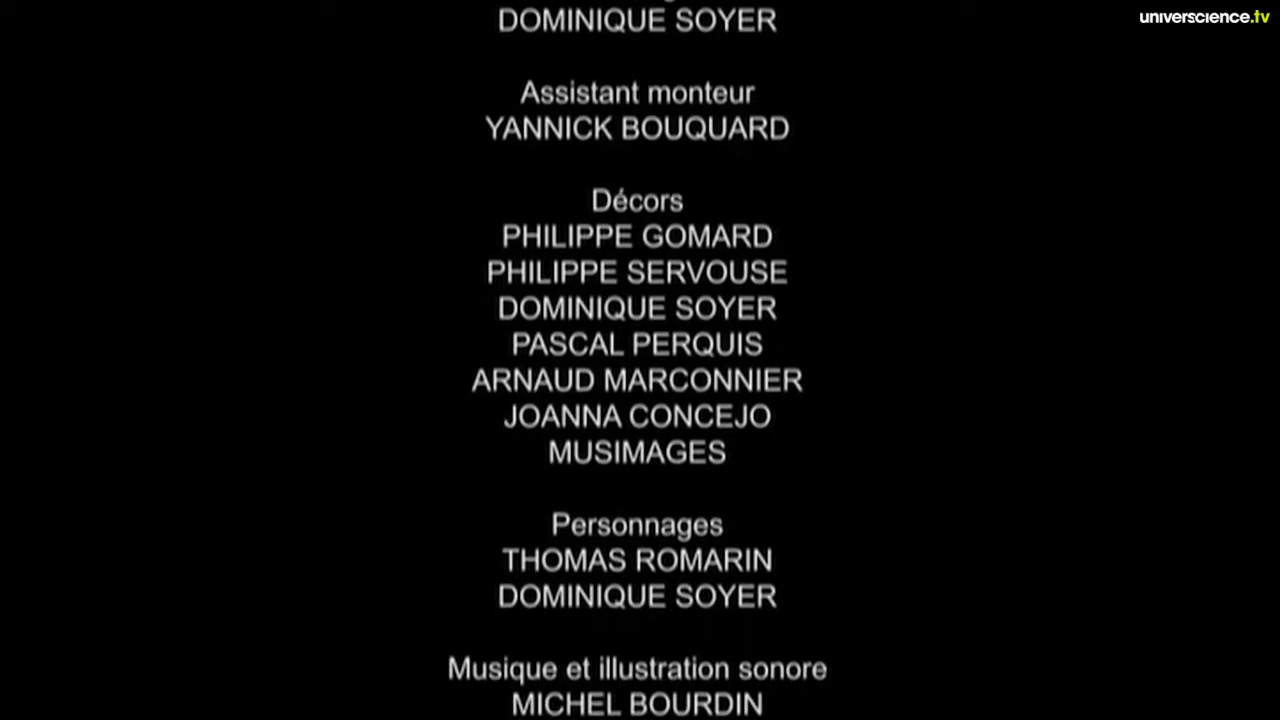 universcience.tv
DOMINIQUE SOYER
Assistant monteur
YANNICK BOUQUARD
Décors
PHILIPPE GOMARD
PHILIPPE SERVOUSE
DOMINIQUE SOYER
PASCAL PERQUIS
ARNAUD MARCONNIER
JOANNA CONCEJO
MUSIMAGES
Personnages
THOMAS ROMARIN
DOMINIQUE SOYER
Musique et illustration sonore
MICHEL BOURDIN